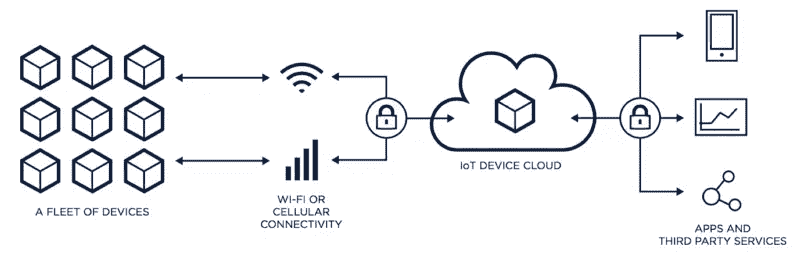 A FLEET OF DEVICES
WI-FI OR
CELLULAR
CONNECTIVITY
IoT DEVICE CLOUD
APPS AND
THIRD PARTY SERVICES